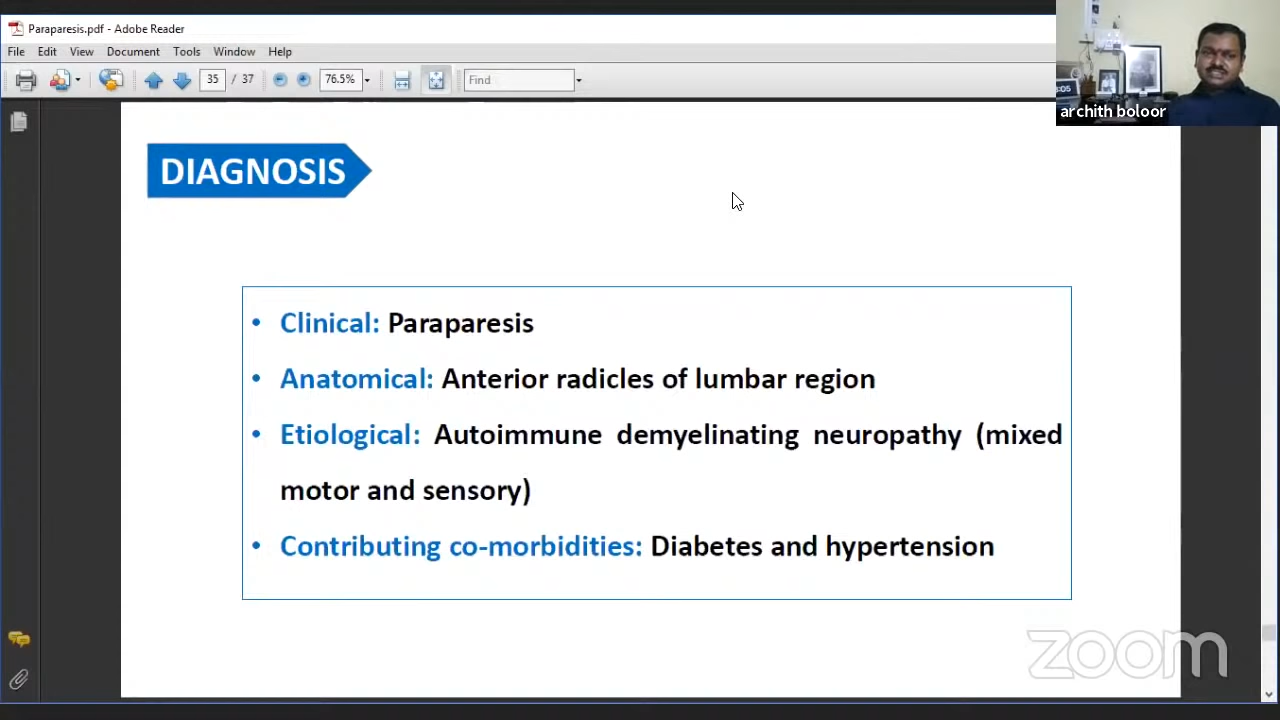 Paraparesis.pdf - Adobe Reader
File Edit View Document Tools Window Help
35 / 37 76.5% Find
archith boloor
DIAGNOSIS
• Clinical: Paraparesis
• Anatomical: Anterior radicles of lumbar region
• Etiological: Autoimmune demyelinating neuropathy (mixed
motor and sensory)
• Contributing co-morbidities: Diabetes and hypertension
zoom